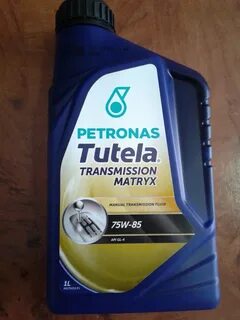 PETRONAS
Tutela
TRANSMISSION
MATRYX
MANUAL TRANSMISSION FLUID
75W-85
API GL-4
1L